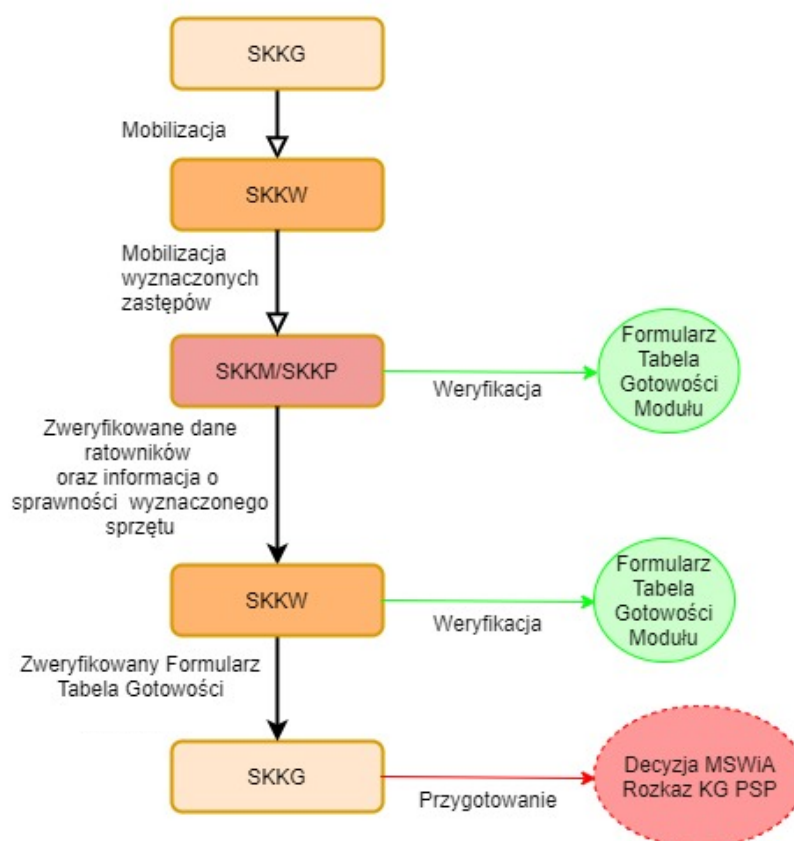 SKKG
Mobilizacja
SKKW
Mobilizacja
wyznaczonych
zastępów
SKKM/SKKP
Weryfikacja
Formularz
Tabela
Gotowości
Modułu
Zweryfikowane dane
ratowników
oraz informacja o
sprawności wyznaczonego
sprzętu
SKKW
Weryfikacja
Formularz
Tabela
Gotowości
Modułu
Zweryfikowany Formularz
Tabela Gotowości
SKKG
Przygotowanie
Decyzja MSWiA
Rozkaz KG PSP